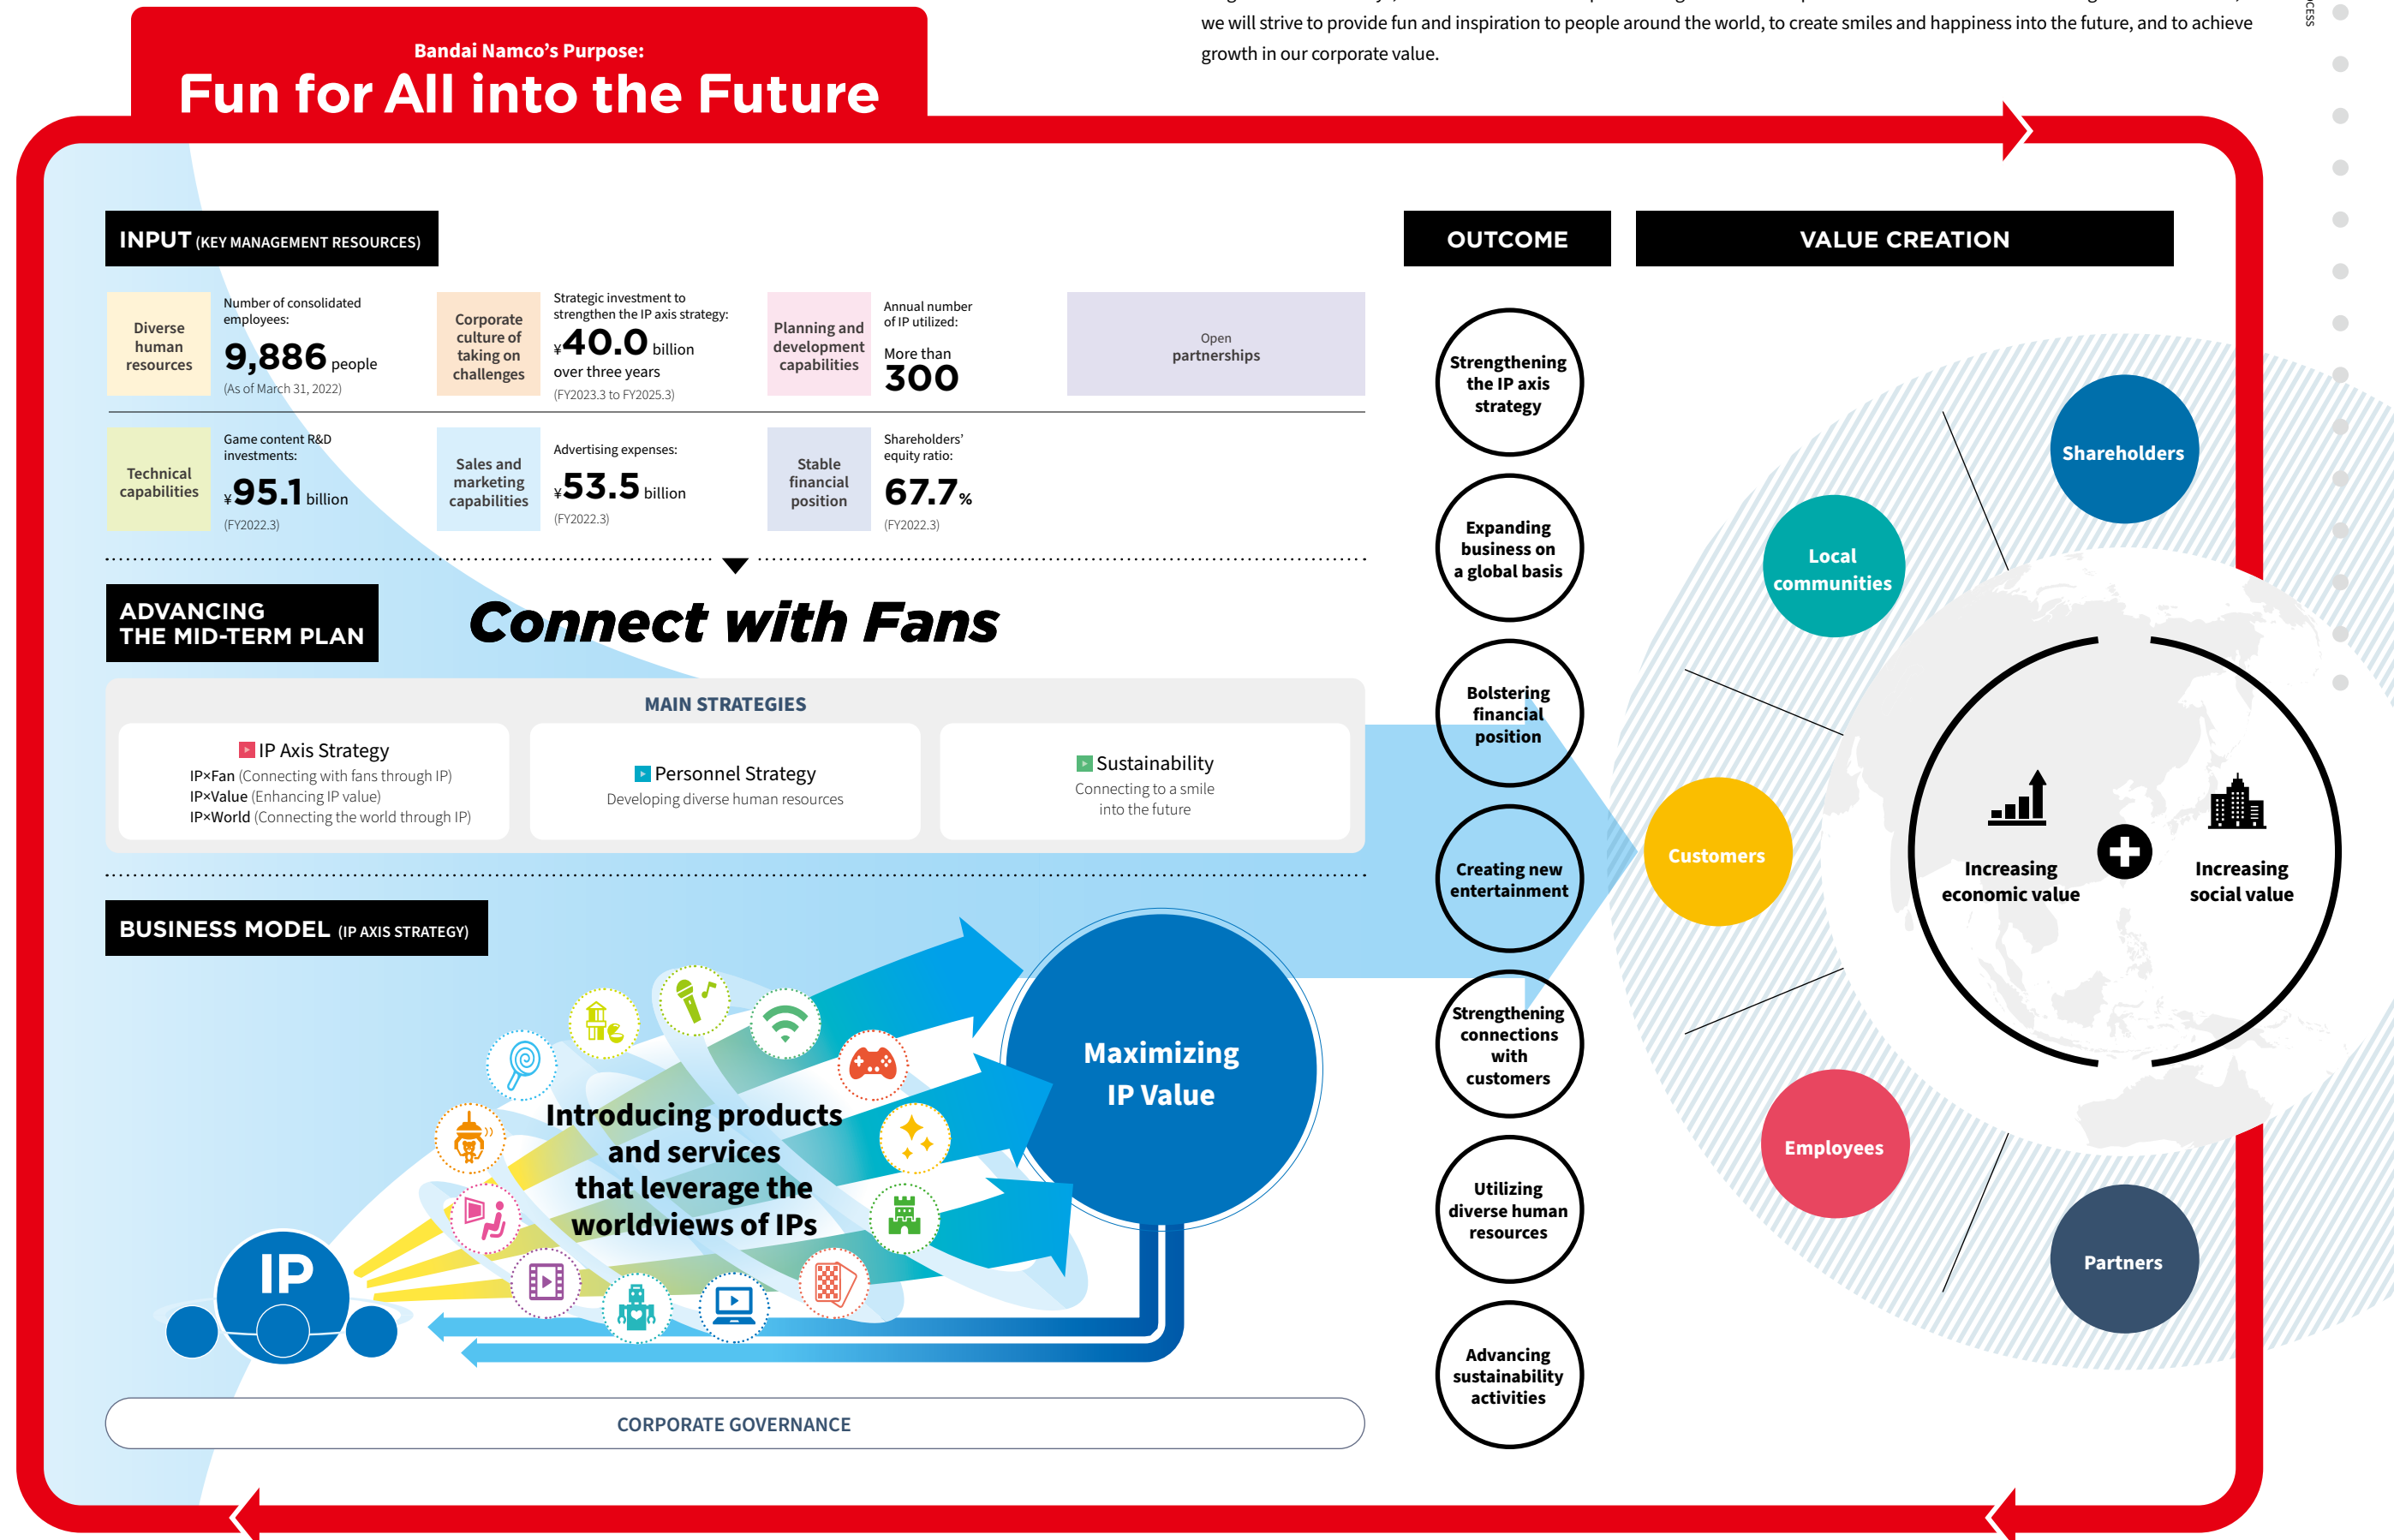 we will strive to provide fun and inspiration to people around the world, to create smiles and happiness into the future, and to achieve
growth in our corporate value.
Bandai Namco’s Purpose:
Fun for All into the Future
INPUT (KEY MANAGEMENT RESOURCES)
Diverse
human
resources
Number of consolidated
employees:
9,886 people
(As of March 31, 2022)
Corporate
culture of
taking on
challenges
Strategic investment to
strengthen the IP axis strategy:
¥40.0 billion
over three years
(FY2023.3 to FY2025.3)
Planning and
development
capabilities
Annual number
of IP utilized:
More than
300
Open
partnerships
Technical
capabilities
Game content R&D
investments:
¥95.1 billion
(FY2022.3)
Sales and
marketing
capabilities
Advertising expenses:
¥53.5 billion
(FY2022.3)
Stable
financial
position
Shareholders’
equity ratio:
67.7%
(FY2022.3)
ADVANCING
THE MID-TERM PLAN
Connect with Fans
MAIN STRATEGIES
IP Axis Strategy
IP×Fan (Connecting with fans through IP)
IP×Value (Enhancing IP value)
IP×World (Connecting the world through IP)
Personnel Strategy
Developing diverse human resources
Sustainability
Connecting to a smile
into the future
BUSINESS MODEL (IP AXIS STRATEGY)
IP
Introducing products
and services
that leverage the
worldviews of IPs
Maximizing
IP Value
CORPORATE GOVERNANCE
OUTCOME
Strengthening
the IP axis
strategy
Expanding
business on
a global basis
Bolstering
financial
position
Creating new
entertainment
Strengthening
connections
with
customers
Utilizing
diverse human
resources
Advancing
sustainability
activities
VALUE CREATION
Shareholders
Local
communities
Customers
Employees
Partners
Increasing
economic value
Increasing
social value